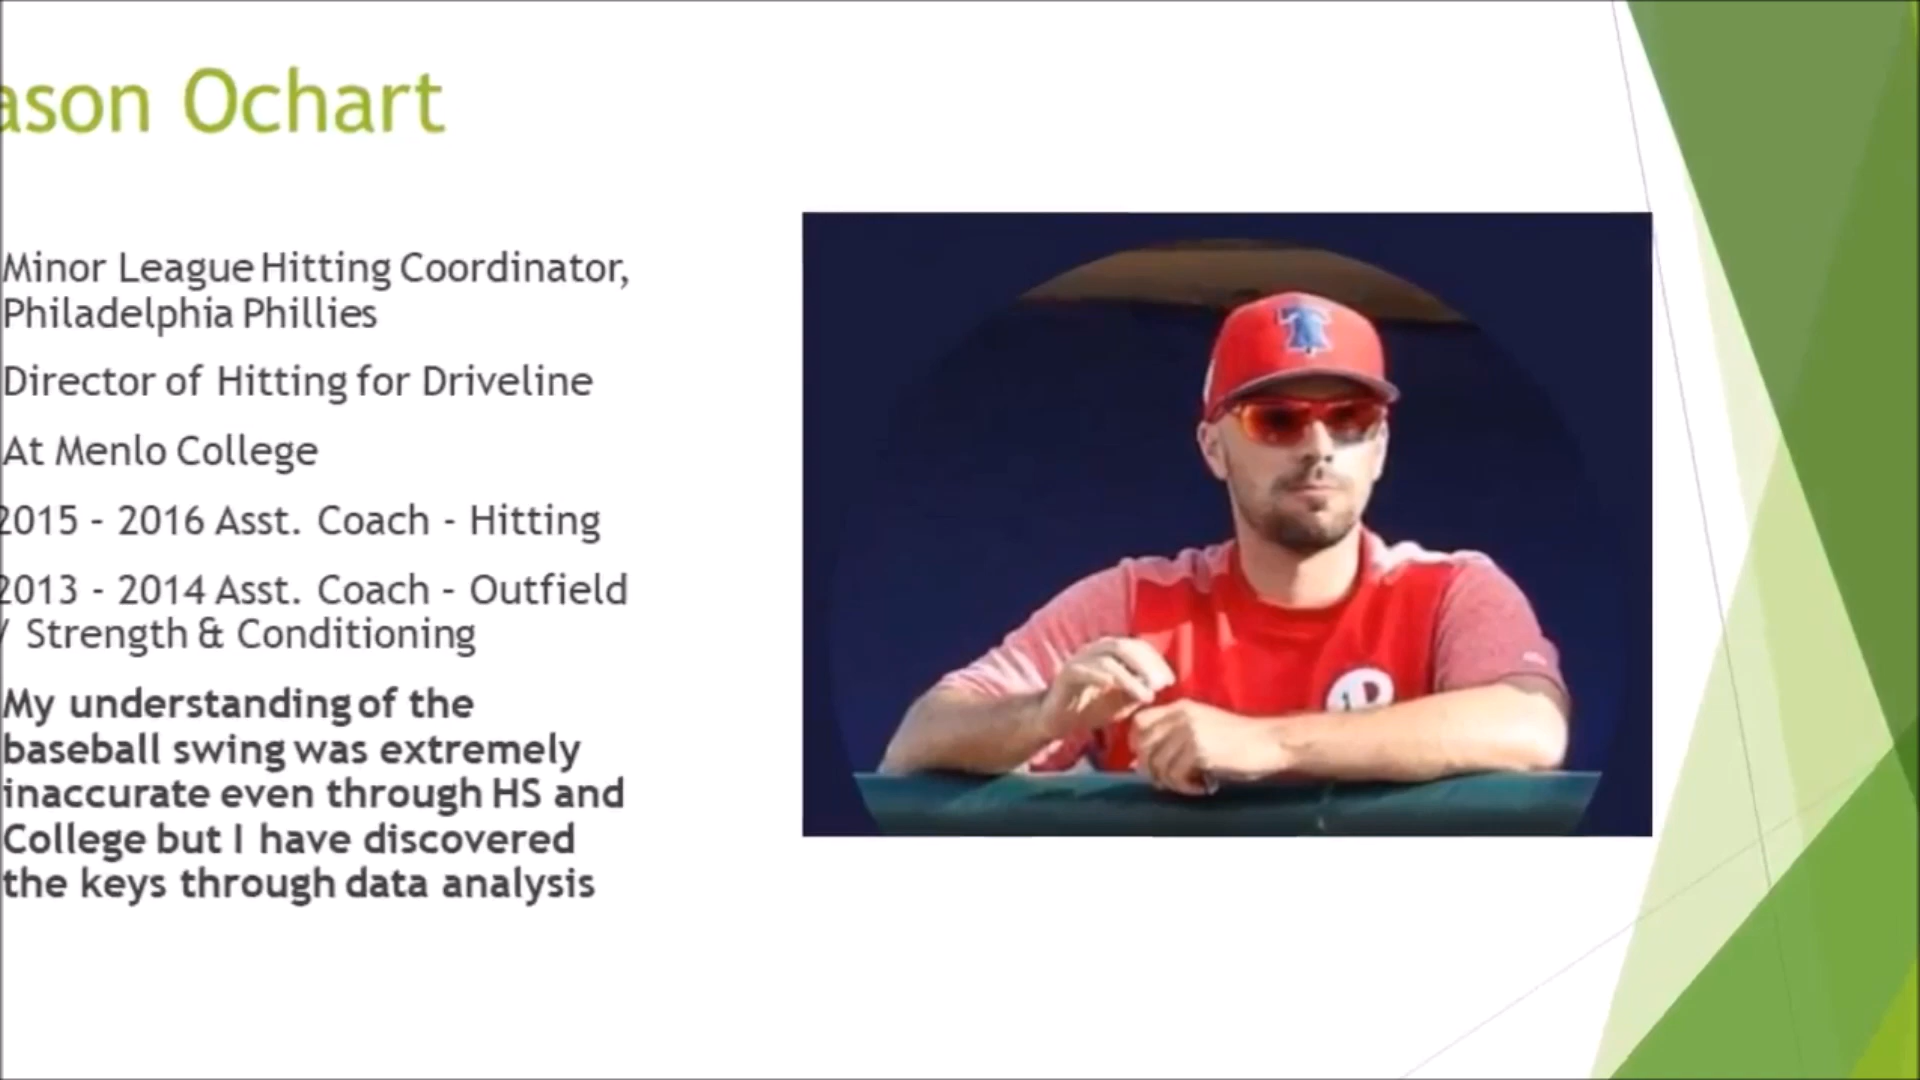 ason Ochart
Minor League Hitting Coordinator,
Philadelphia Phillies
Director of Hitting for Driveline
At Menlo College
2015 - 2016 Asst. Coach - Hitting
2013 - 2014 Asst. Coach - Outfield
/ Strength & Conditioning
My understanding of the
baseball swing was extremely
inaccurate even through HS and
College but I have discovered
the keys through data analysis